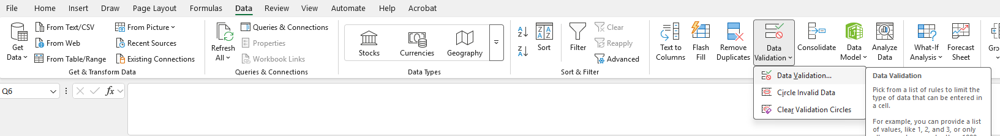 File Home Insert Draw Page Layout Formulas Data Review View Automate Help Acrobat
Get Data
From Text/CSV
From Web
From Table/Range
From Picture
Recent Sources
Existing Connections
Get & Transform Data
Refresh All
Queries & Connections
Properties
Workbook Links
Queries & Connections
Stocks
Currencies
Geography
Data Types
Sort
Filter
Clear
Reapply
Advanced
Sort & Filter
Text to Columns
Flash Fill
Remove Duplicates
Data Validation
Consolidate
Data Model
Analyze Data
What-If Analysis
Forecast Sheet
Q6
fx
Data Validation...
Circle Invalid Data
Clear Validation Circles
Data Validation
Pick from a list of rules to limit the
type of data that can be entered in
a cell.
For example, you can provide a list
of values, like 1, 2, and 3, or only